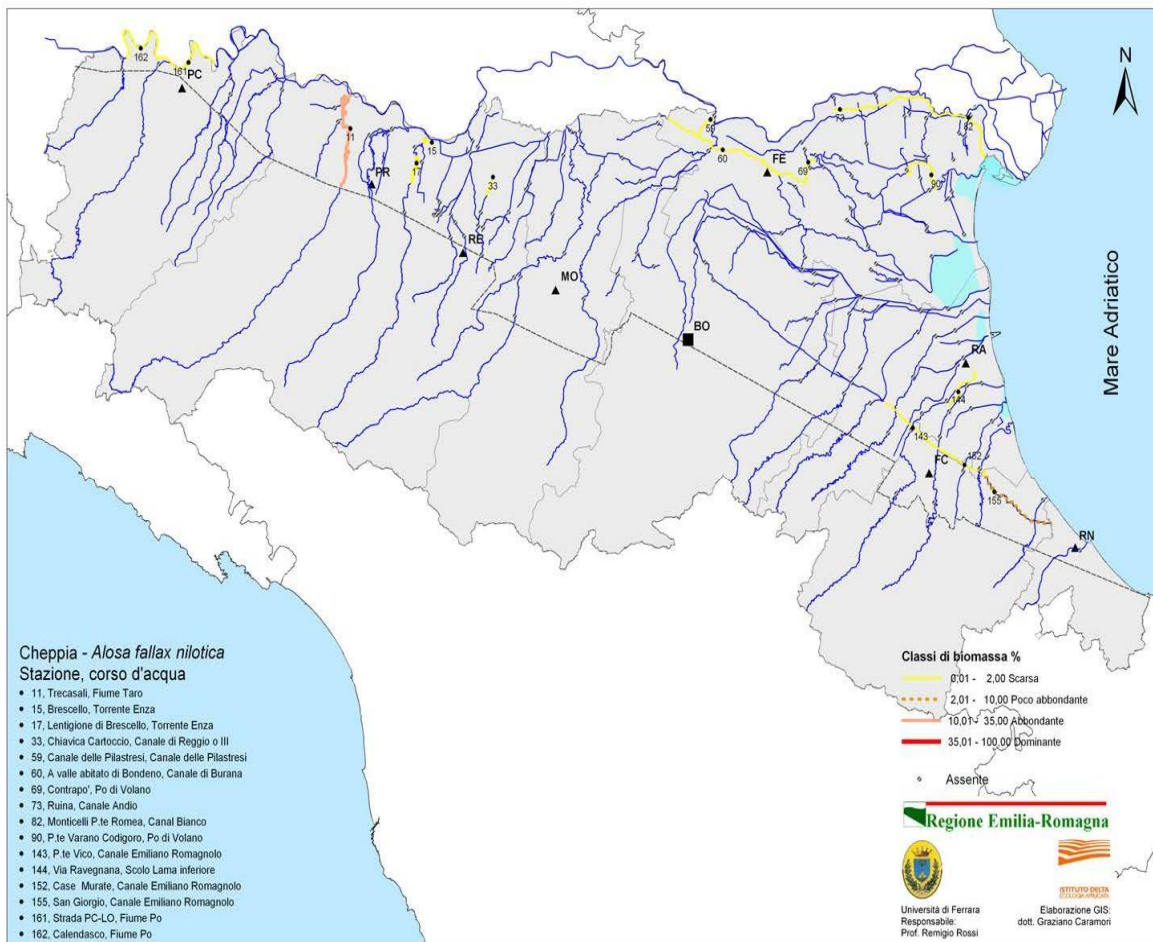 N
162
161
PC
11
PR
15
17
33
RE
MO
59
60
FE
69
73
82
90
BO
RA
144
143
152
FC
155
RN
Mare Adriatico
Cheppia - Alosa fallax nilotica
Stazione, corso d'acqua
• 11, Trecasali, Fiume Taro
• 15, Brescello, Torrente Enza
• 17, Lentigione di Brescello, Torrente Enza
• 33, Chiavica Cartoccio, Canale di Reggio o III
• 59, Canale delle Pilastresi, Canale delle Pilastresi
• 60, A valle abitato di Bondeno, Canale di Burana
• 69, Contrapo', Po di Volano
• 73, Ruina, Canale Andio
• 82, Monticelli P.te Romea, Canal Bianco
• 90, P.te Varano Codigoro, Po di Volano
• 143, P.te Vico, Canale Emiliano Romagnolo
• 144, Via Ravegnana, Scolo Lama inferiore
• 152, Case Murate, Canale Emiliano Romagnolo
• 155, San Giorgio, Canale Emiliano Romagnolo
• 161, Strada PC-LO, Fiume Po
• 162, Calendasco, Fiume Po
Classi di biomassa %
0,01 - 2,00 Scarsa
2,01 - 10,00 Poco abbondante
10,01 - 35,00 Abbondante
35,01 - 100,00 Dominante
Assente
Regione Emilia-Romagna
Università di Ferrara
Responsabile:
Prof. Remigio Rossi
ISTITUTO DELTA
ECOLOGIA APPLICATA
Elaborazione GIS:
dott. Graziano Caramori